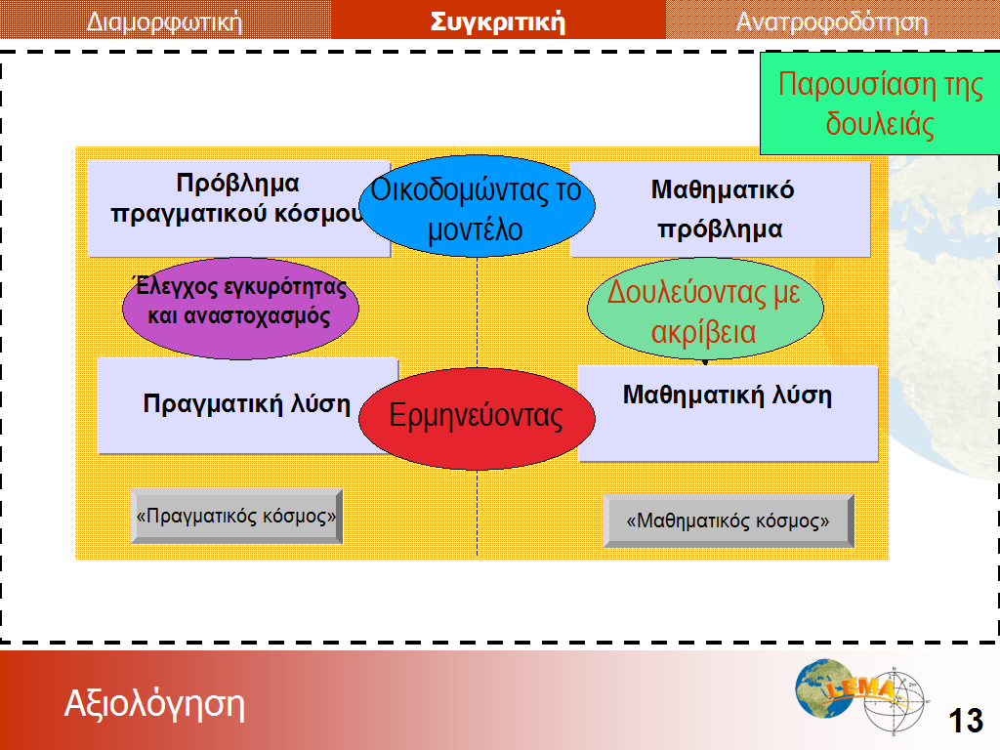 Διαμορφωτική
Συγκριτική
Ανατροφοδότηση
Παρουσίαση της
δουλειάς
Πρόβλημα
πραγματικού κόσμου
Οικοδομώντας το
μοντέλο
Μαθηματικό
πρόβλημα
Έλεγχος εγκυρότητας
και αναστοχασμός
Δουλεύοντας με
ακρίβεια
Πραγματική λύση
Ερμηνεύοντας
Μαθηματική λύση
«Πραγματικός κόσμος»
«Μαθηματικός κόσμος»
Αξιολόγηση
LEMA
13